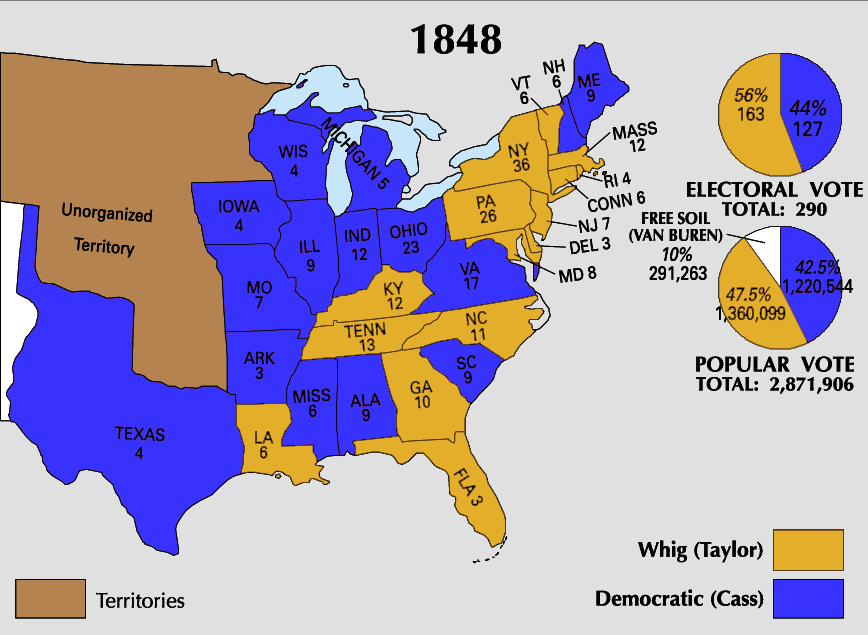 1848
NH
6
VT
6
ME
9
MASS
12
NY
36
RI 4
CONN 6
PA
26
NJ 7
DEL 3
MD 8
MICHIGAN 5
WIS
4
IOWA
4
ILL
9
IND
12
OHIO
23
VA
17
MO
7
KY
12
NC
11
TENN
13
ARK
3
SC
9
MISS
6
ALA
9
GA
10
LA
6
TEXAS
4
FLA 3
Unorganized
Territory
56%
163
44%
127
ELECTORAL VOTE
TOTAL: 290
FREE SOIL
(VAN BUREN)
10%
291,263
42.5%
1,220,544
47.5%
1,360,099
POPULAR VOTE
TOTAL: 2,871,906
Whig (Taylor)
Democratic (Cass)
Territories